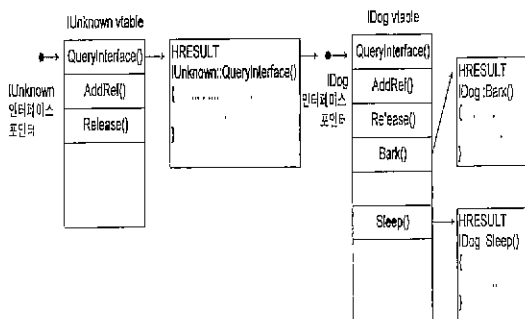 IUnknown vtable
QueryInterface()
AddRef()
Release()
IUnknown
인터페이스
포인터
HRESULT
IUnknown::QueryInterface()
{
}
IDog vtable
QueryInterface()
AddRef()
Release()
Bark()
Sleep()
IDog
인터페이스
포인터
HRESULT
IDog::Bark()
{
}
HRESULT
IDog Sleep()
{
}